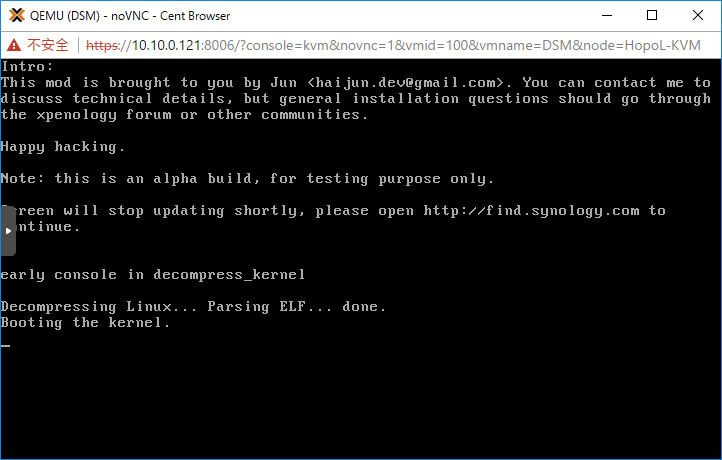 QEMU (DSM) - noVNC - Cent Browser
不安全 https://10.10.0.121:8006/?console=kvm&novnc=1&vmid=100&vmname=DSM&node=HopoL-KVM
Intro:
This mod is brought to you by Jun <haijun.dev@gmail.com>. You can contact me to
discuss technical details, but general installation questions should go through
the xpenology forum or other communities.
Happy hacking.
Note: this is an alpha build, for testing purpose only.
Screen will stop updating shortly, please open http://find.synology.com to
continue.
early console in decompress_kernel
Decompressing Linux... Parsing ELF... done.
Booting the kernel.